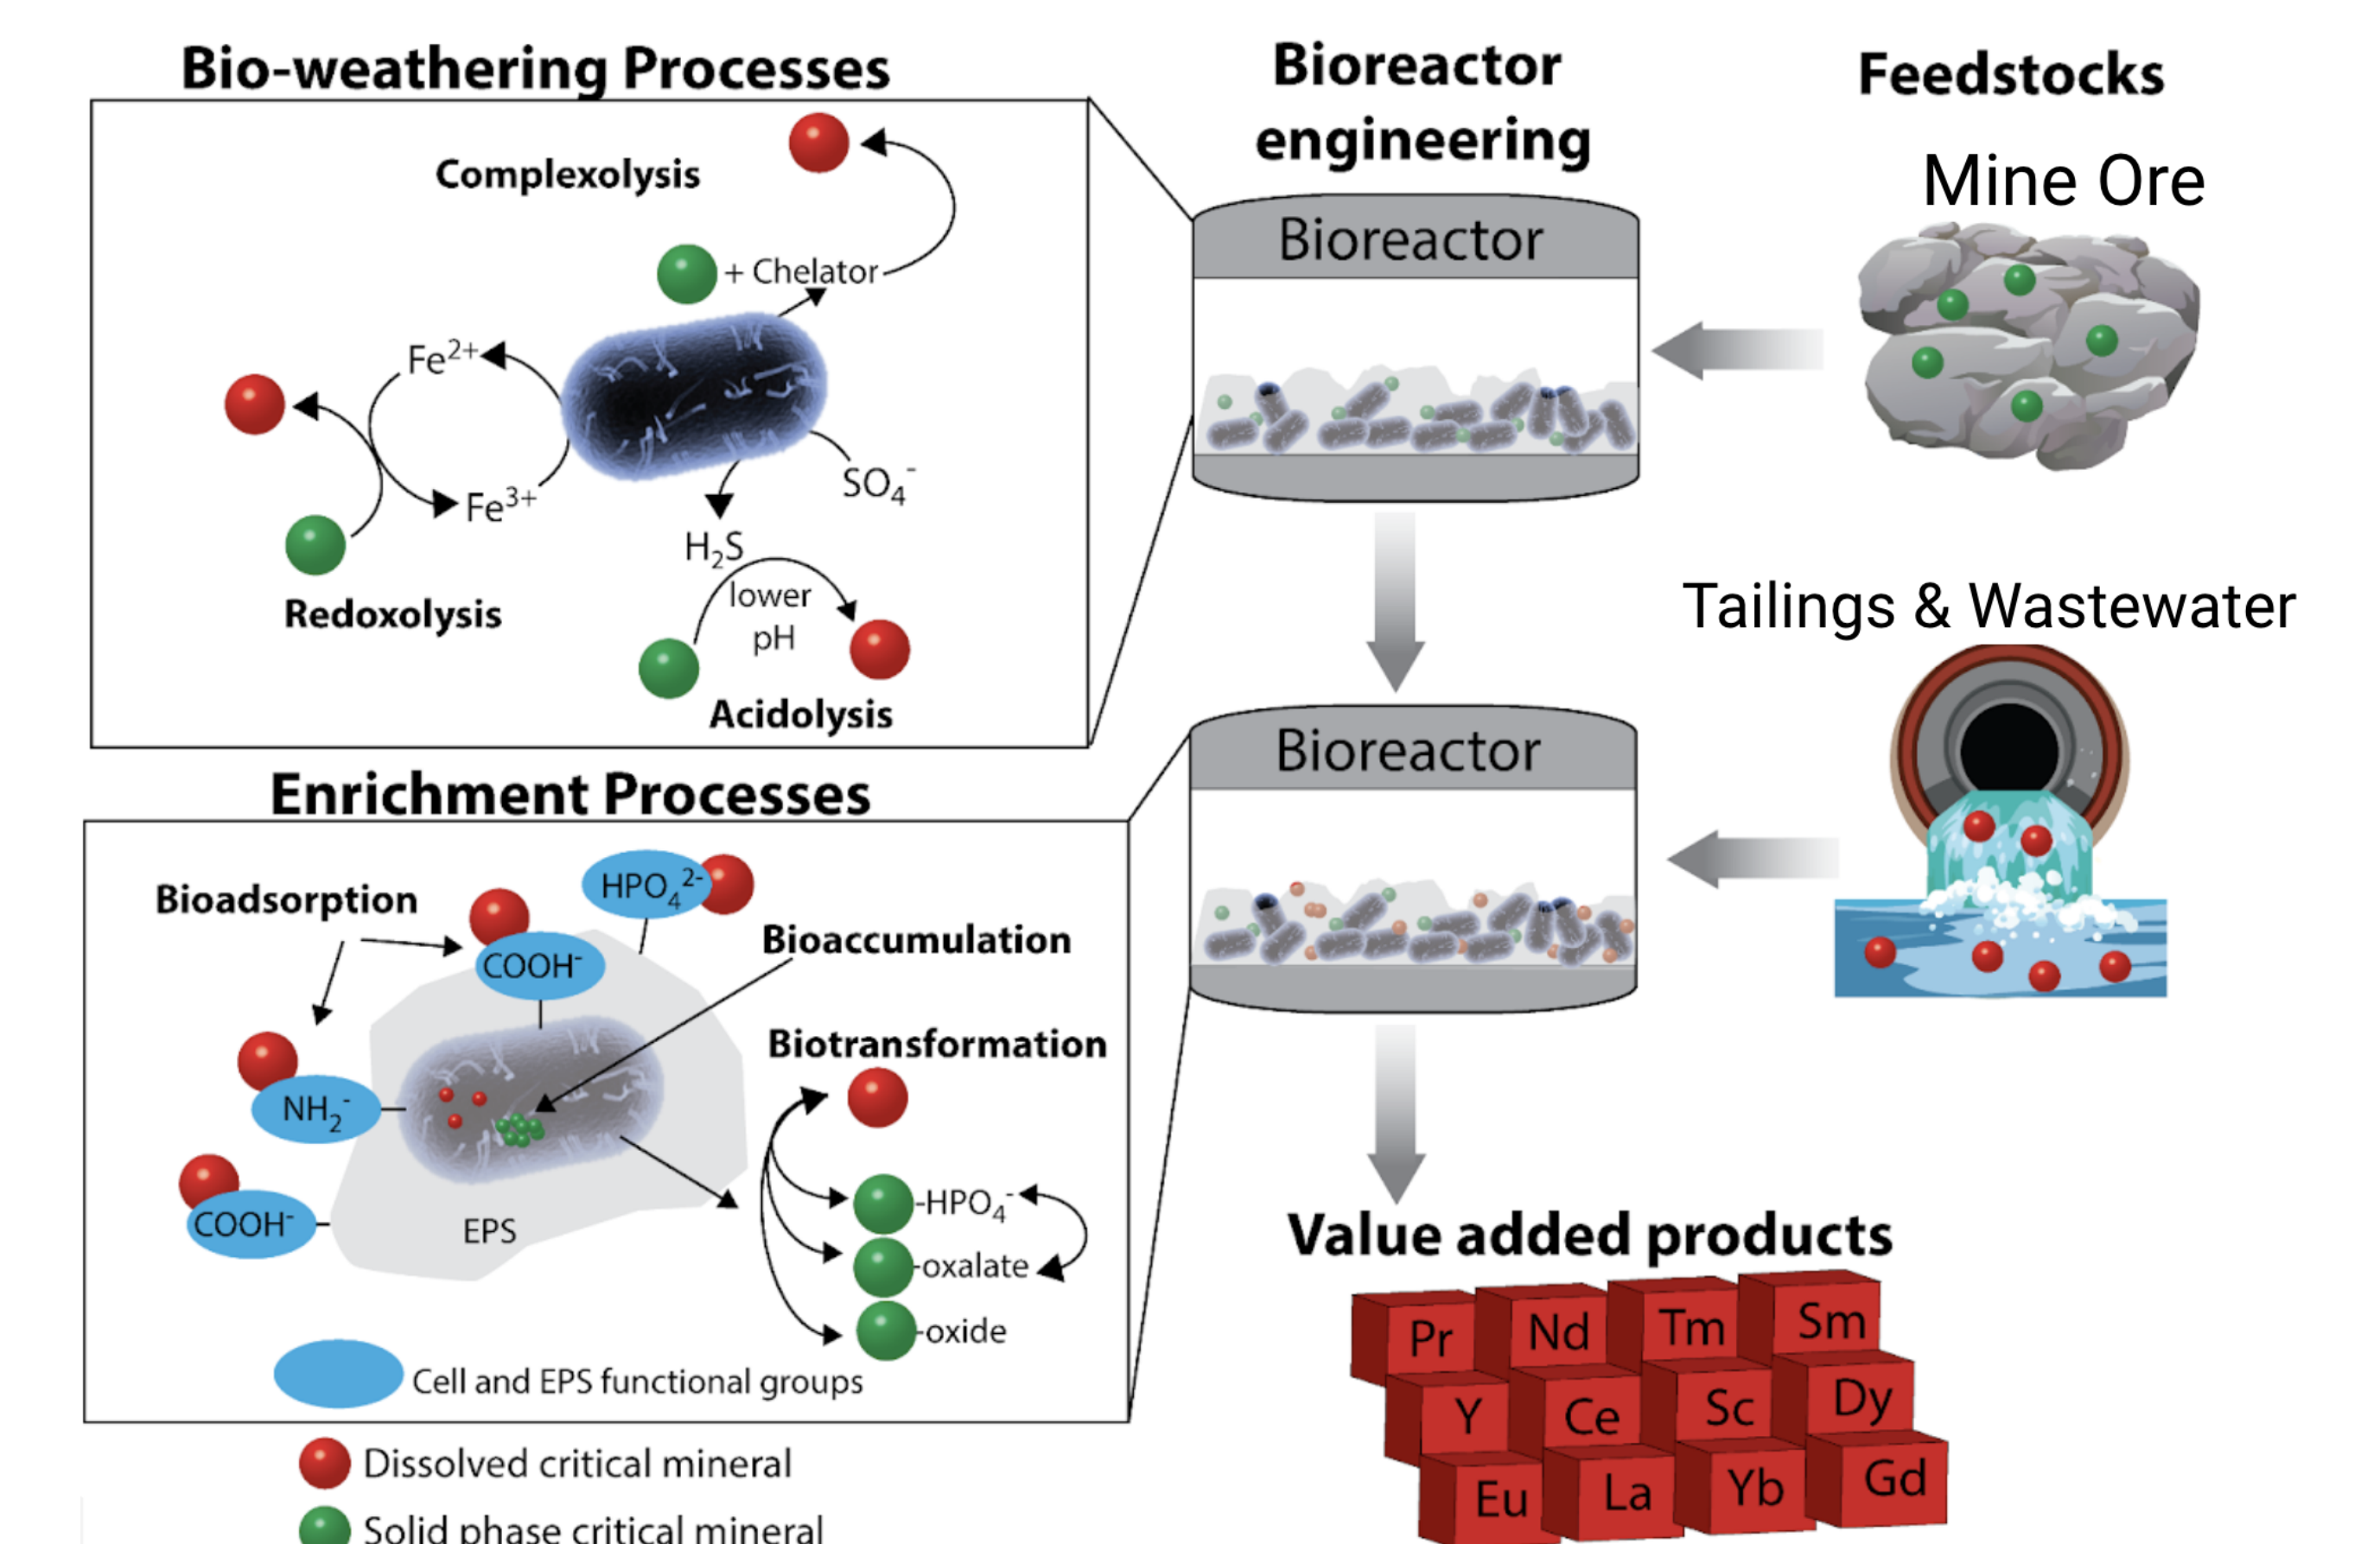 Bio-weathering Processes
Complexolysis
+ Chelator
Fe²⁺
Fe³⁺
SO₄⁻
H₂S
lower
pH
Redoxolysis
Acidolysis
Enrichment Processes
Bioadsorption
HPO₄²⁻
COOH⁻
Bioaccumulation
Biotransformation
NH₂⁻
COOH⁻
EPS
-HPO₄⁻
-oxalate
-oxide
Cell and EPS functional groups
Dissolved critical mineral
Solid phase critical mineral
Bioreactor
engineering
Bioreactor
Bioreactor
Feedstocks
Mine Ore
Tailings & Wastewater
Value added products
Pr Nd Tm Sm
Y Ce Sc Dy
Eu La Yb Gd